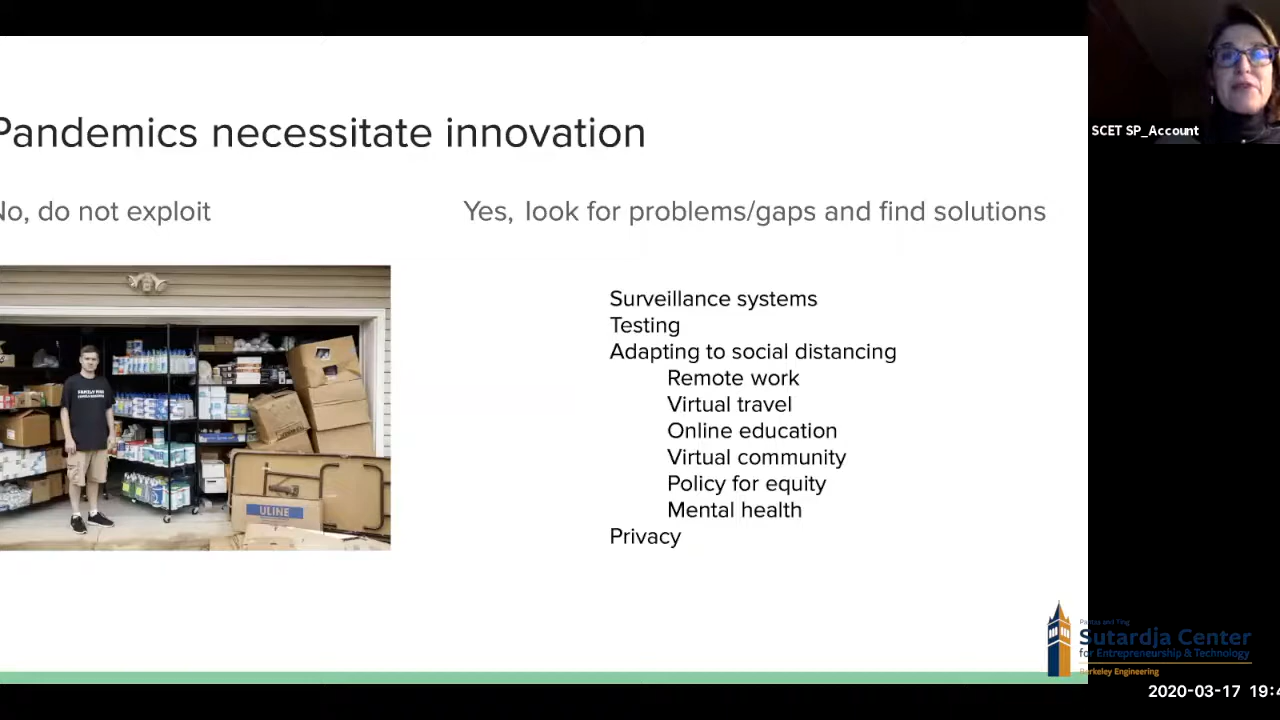 Pandemics necessitate innovation
No, do not exploit
Yes, look for problems/gaps and find solutions
Surveillance systems
Testing
Adapting to social distancing
Remote work
Virtual travel
Online education
Virtual community
Policy for equity
Mental health
Privacy
ULINE
SCET SP_Account
Sutardja Center
for Entrepreneurship & Technology
Berkeley Engineering
2020-03-17 19:4